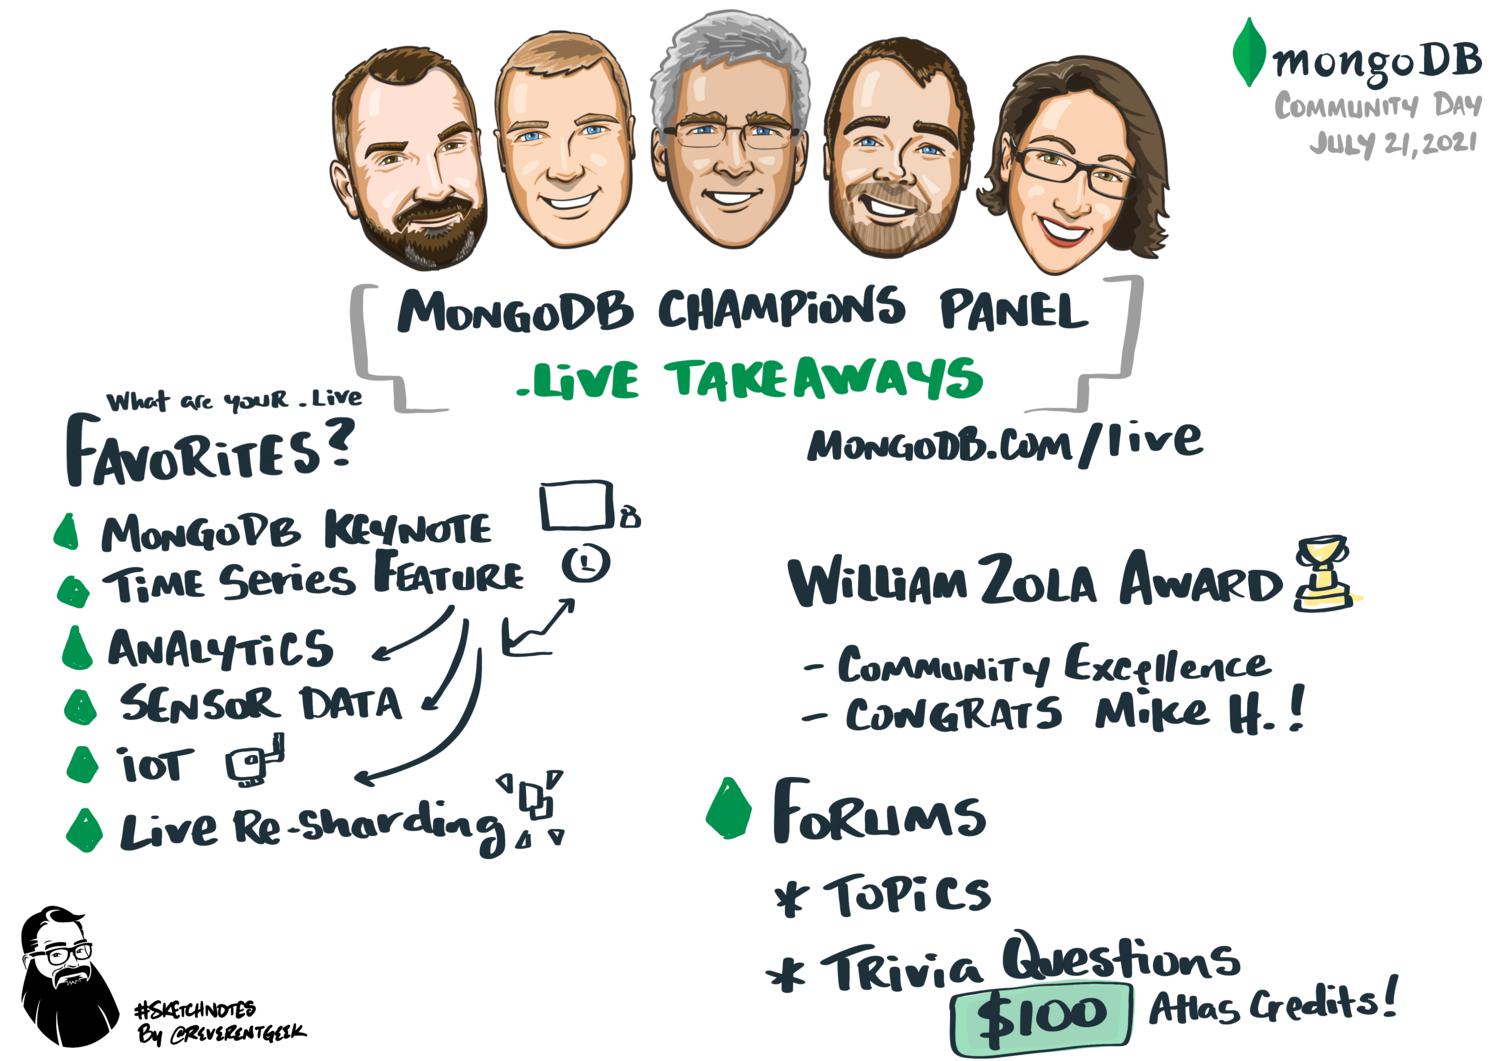 mongoDB
COMMUNITY DAY
JULY 21, 2021
MONGODB CHAMPIONS PANEL
.LiVE TAKEAWAYS
MONGODB.COM/live
What are youR .Live
FAVORiTES?
MONGODB KEYNOTE
TiME Series FEATURE
ANALYTiCS
SENSOR DATA
ioT
Live Re-Sharding
WiLLiAM ZOLA AWARD
- COMMUNiTY Excellence
- CONGRATS Mike H.!
FORUMS
* TOPiCS
* TRivia Questions
$100 Atlas Credits!
#SKETCHNOTES
By @REVERENTGEEK